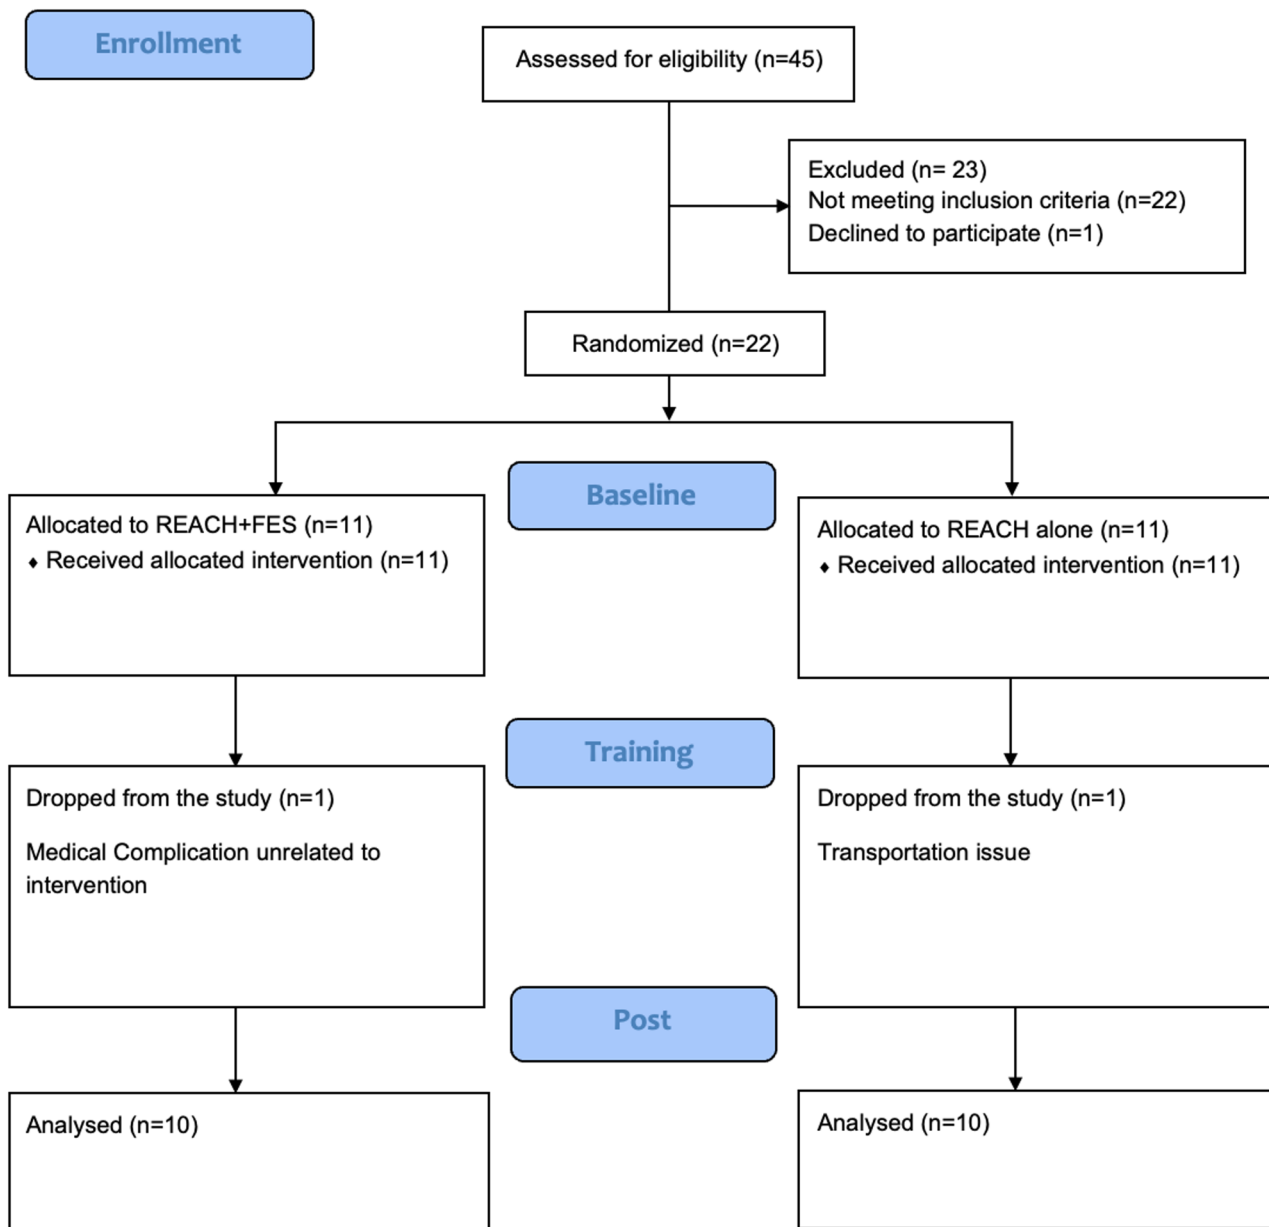 Enrollment
Assessed for eligibility (n=45)
Excluded (n= 23)
Not meeting inclusion criteria (n=22)
Declined to participate (n=1)
Randomized (n=22)
Baseline
Allocated to REACH+FES (n=11)
♦ Received allocated intervention (n=11)
Allocated to REACH alone (n=11)
♦ Received allocated intervention (n=11)
Training
Dropped from the study (n=1)
Medical Complication unrelated to
intervention
Dropped from the study (n=1)
Transportation issue
Post
Analysed (n=10)
Analysed (n=10)